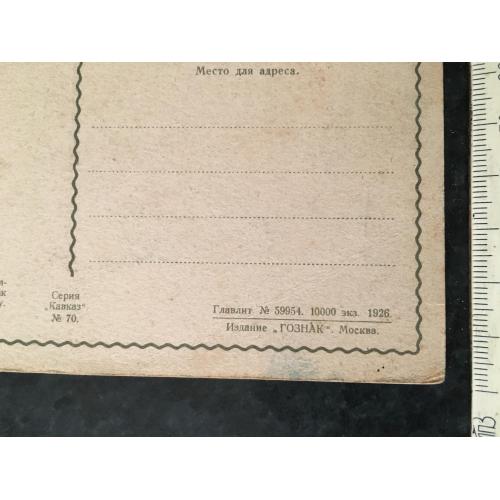 Место для адреса.
Серия
„Кавказ"
№ 70.
Главлит № 59954. 10000 экз. 1926.
Издание „ГОЗНАК". Москва.